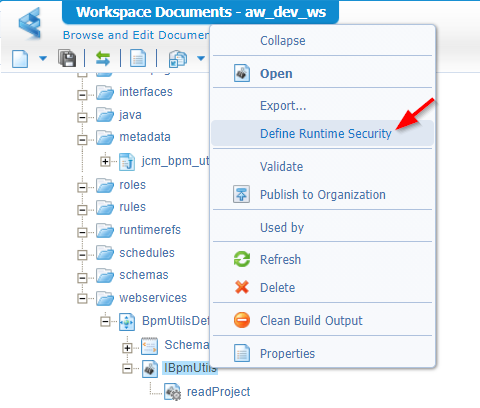 Workspace Documents - aw_dev_ws
Browse and Edit Documen
interfaces
java
metadata
jcm_bpm_ut
roles
rules
runtimerefs
schedules
schemas
webservices
BpmUtilsDef
Schema
IBpmUtils
readProject
Collapse
Open
Export...
Define Runtime Security
Validate
Publish to Organization
Used by
Refresh
Delete
Clean Build Output
Properties